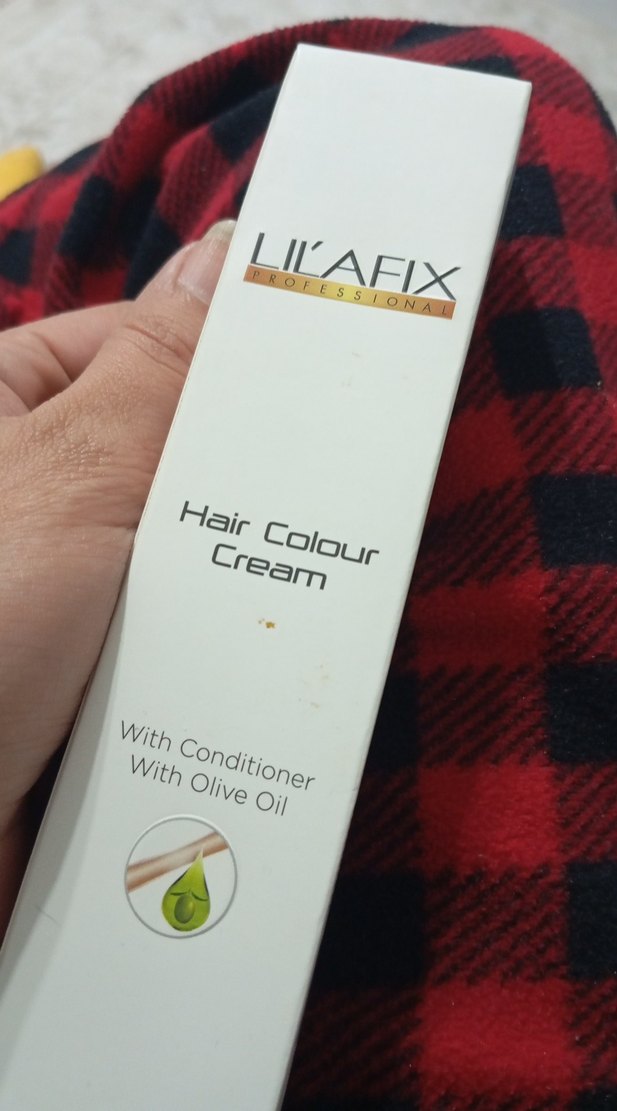 LIL'AFIX
PROFESSIONAL
Hair Colour
Cream
With Conditioner
With Olive Oil